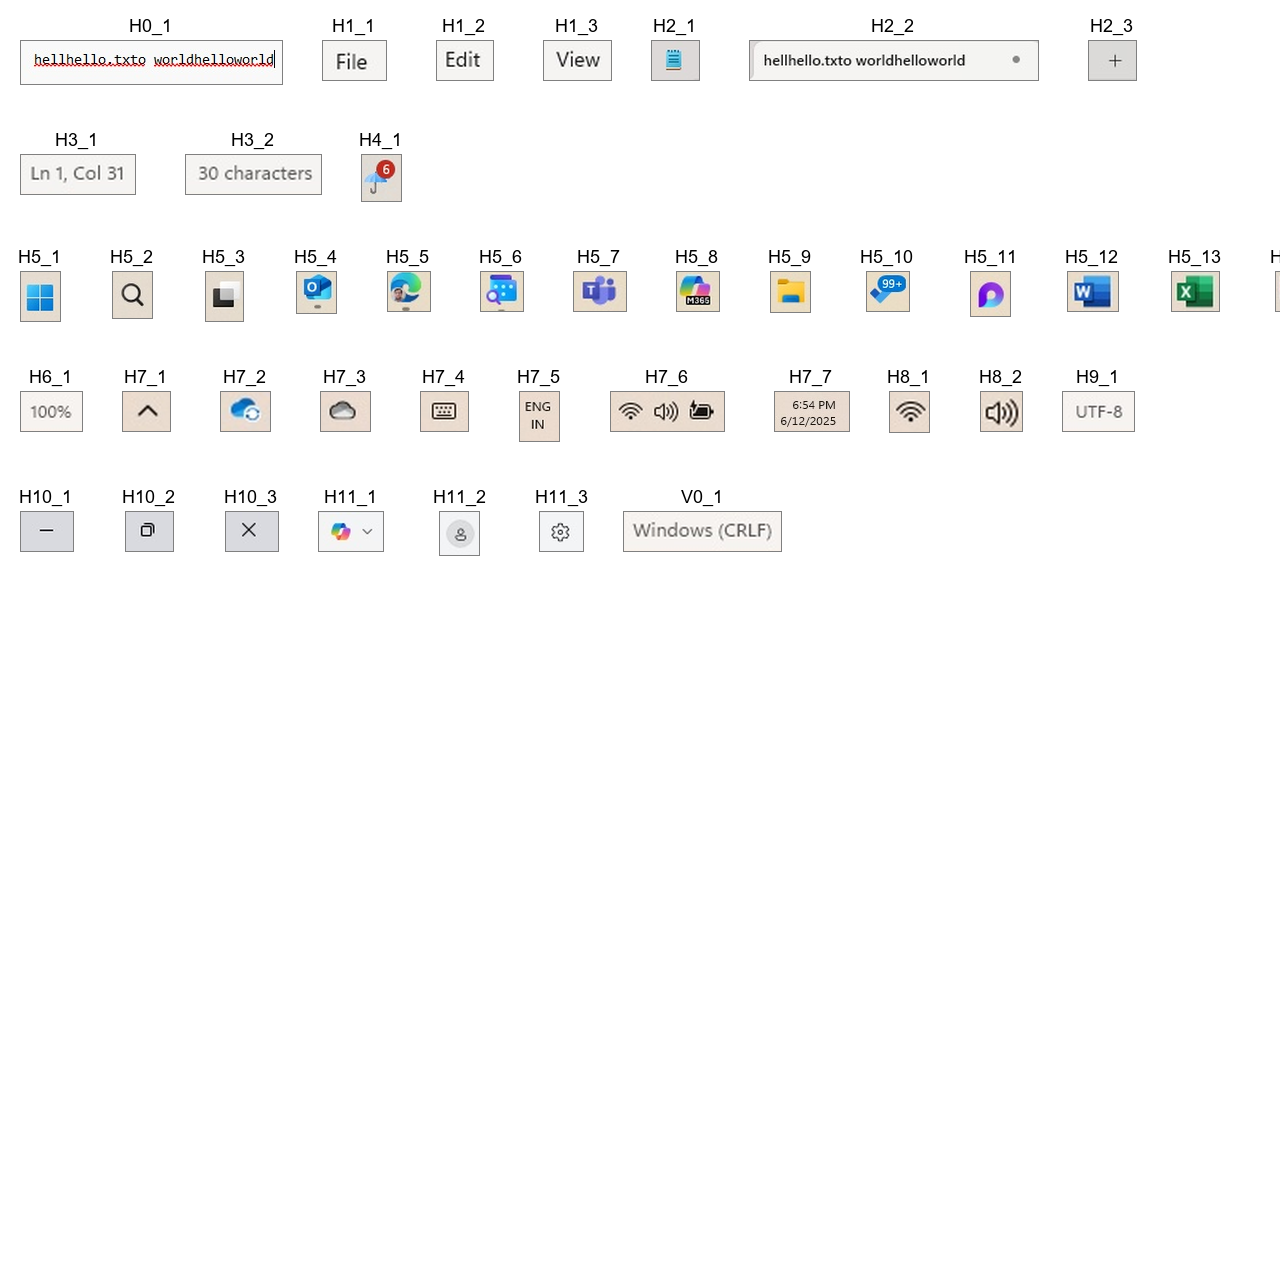 H0_1 H1_1 H1_2 H1_3 H2_1 H2_2 H2_3
hellhello.txto worldhelloworld File Edit View hellhello.txto worldhelloworld +
H3_1 H3_2 H4_1
Ln 1, Col 31 30 characters 6
H5_1 H5_2 H5_3 H5_4 H5_5 H5_6 H5_7 H5_8 H5_9 H5_10 H5_11 H5_12 H5_13 H
O T M365 99+ W X
H6_1 H7_1 H7_2 H7_3 H7_4 H7_5 H7_6 H7_7 H8_1 H8_2 H9_1
100% ENG 6:54 PM UTF-8
IN 6/12/2025
H10_1 H10_2 H10_3 H11_1 H11_2 H11_3 V0_1
Windows (CRLF)